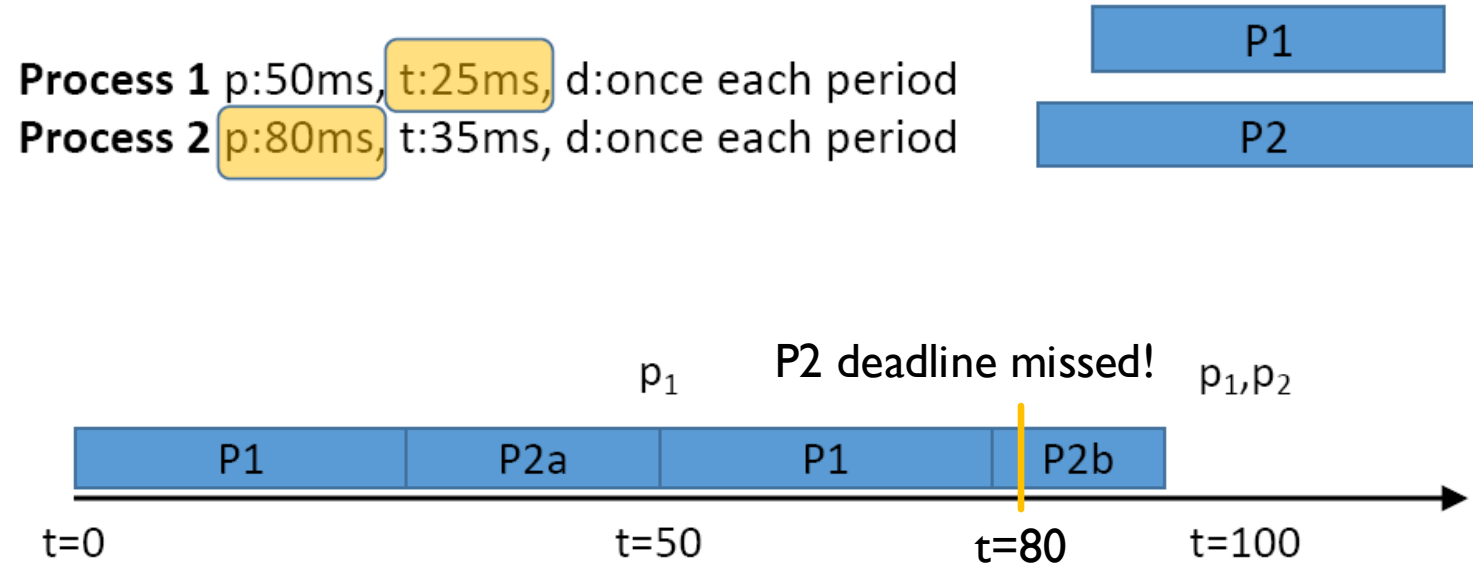 Process 1 p:50ms, t:25ms, d:once each period
P1
Process 2 p:80ms, t:35ms, d:once each period
P2
p₁
P2 deadline missed!
p₁,p₂
P1
P2a
P1
P2b
t=0
t=50
t=80
t=100